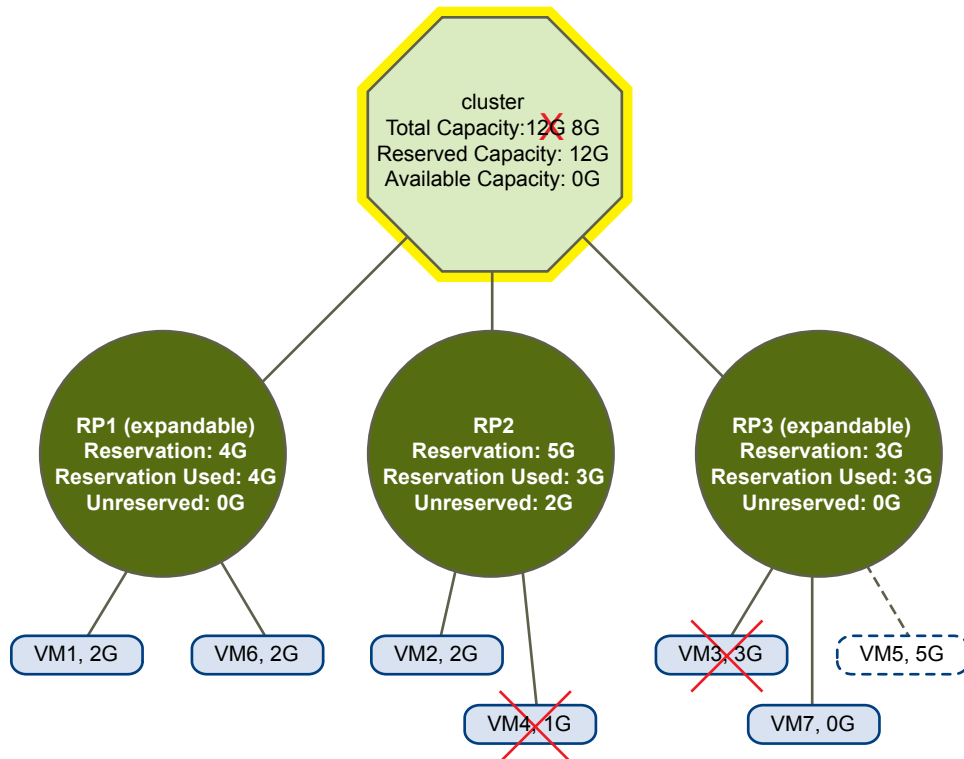 cluster
Total Capacity:12G 8G
Reserved Capacity: 12G
Available Capacity: 0G
RP1 (expandable)
Reservation: 4G
Reservation Used: 4G
Unreserved: 0G
RP2
Reservation: 5G
Reservation Used: 3G
Unreserved: 2G
RP3 (expandable)
Reservation: 3G
Reservation Used: 3G
Unreserved: 0G
VM1, 2G
VM6, 2G
VM2, 2G
VM3, 3G
VM5, 5G
VM4, 1G
VM7, 0G